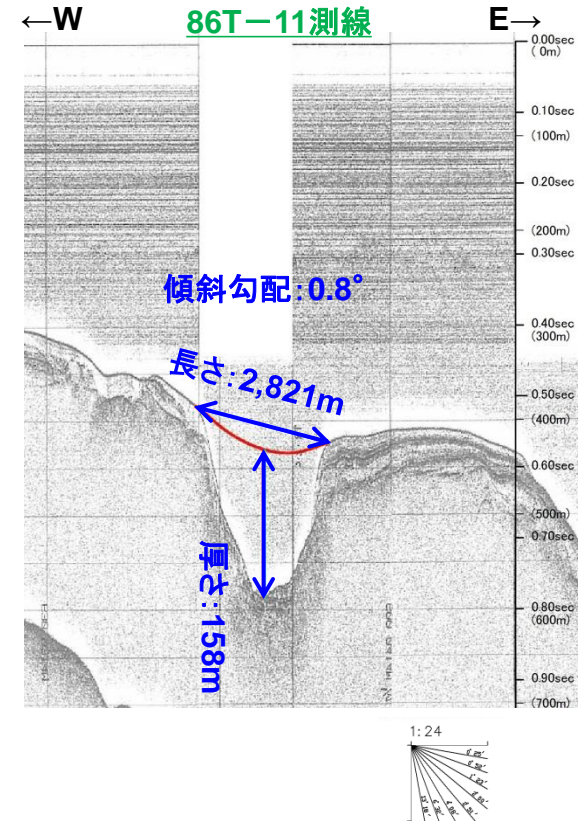 ←W
86T－11測線
E→
0.00sec
( 0m)
0.10sec
(100m)
0.20sec
(200m)
0.30sec
傾斜勾配:0.8°
0.40sec
(300m)
長さ:2,821m
0.50sec
(400m)
0.60sec
(500m)
0.70sec
厚さ:158m
0.80sec
(600m)
0.90sec
(700m)
1:24